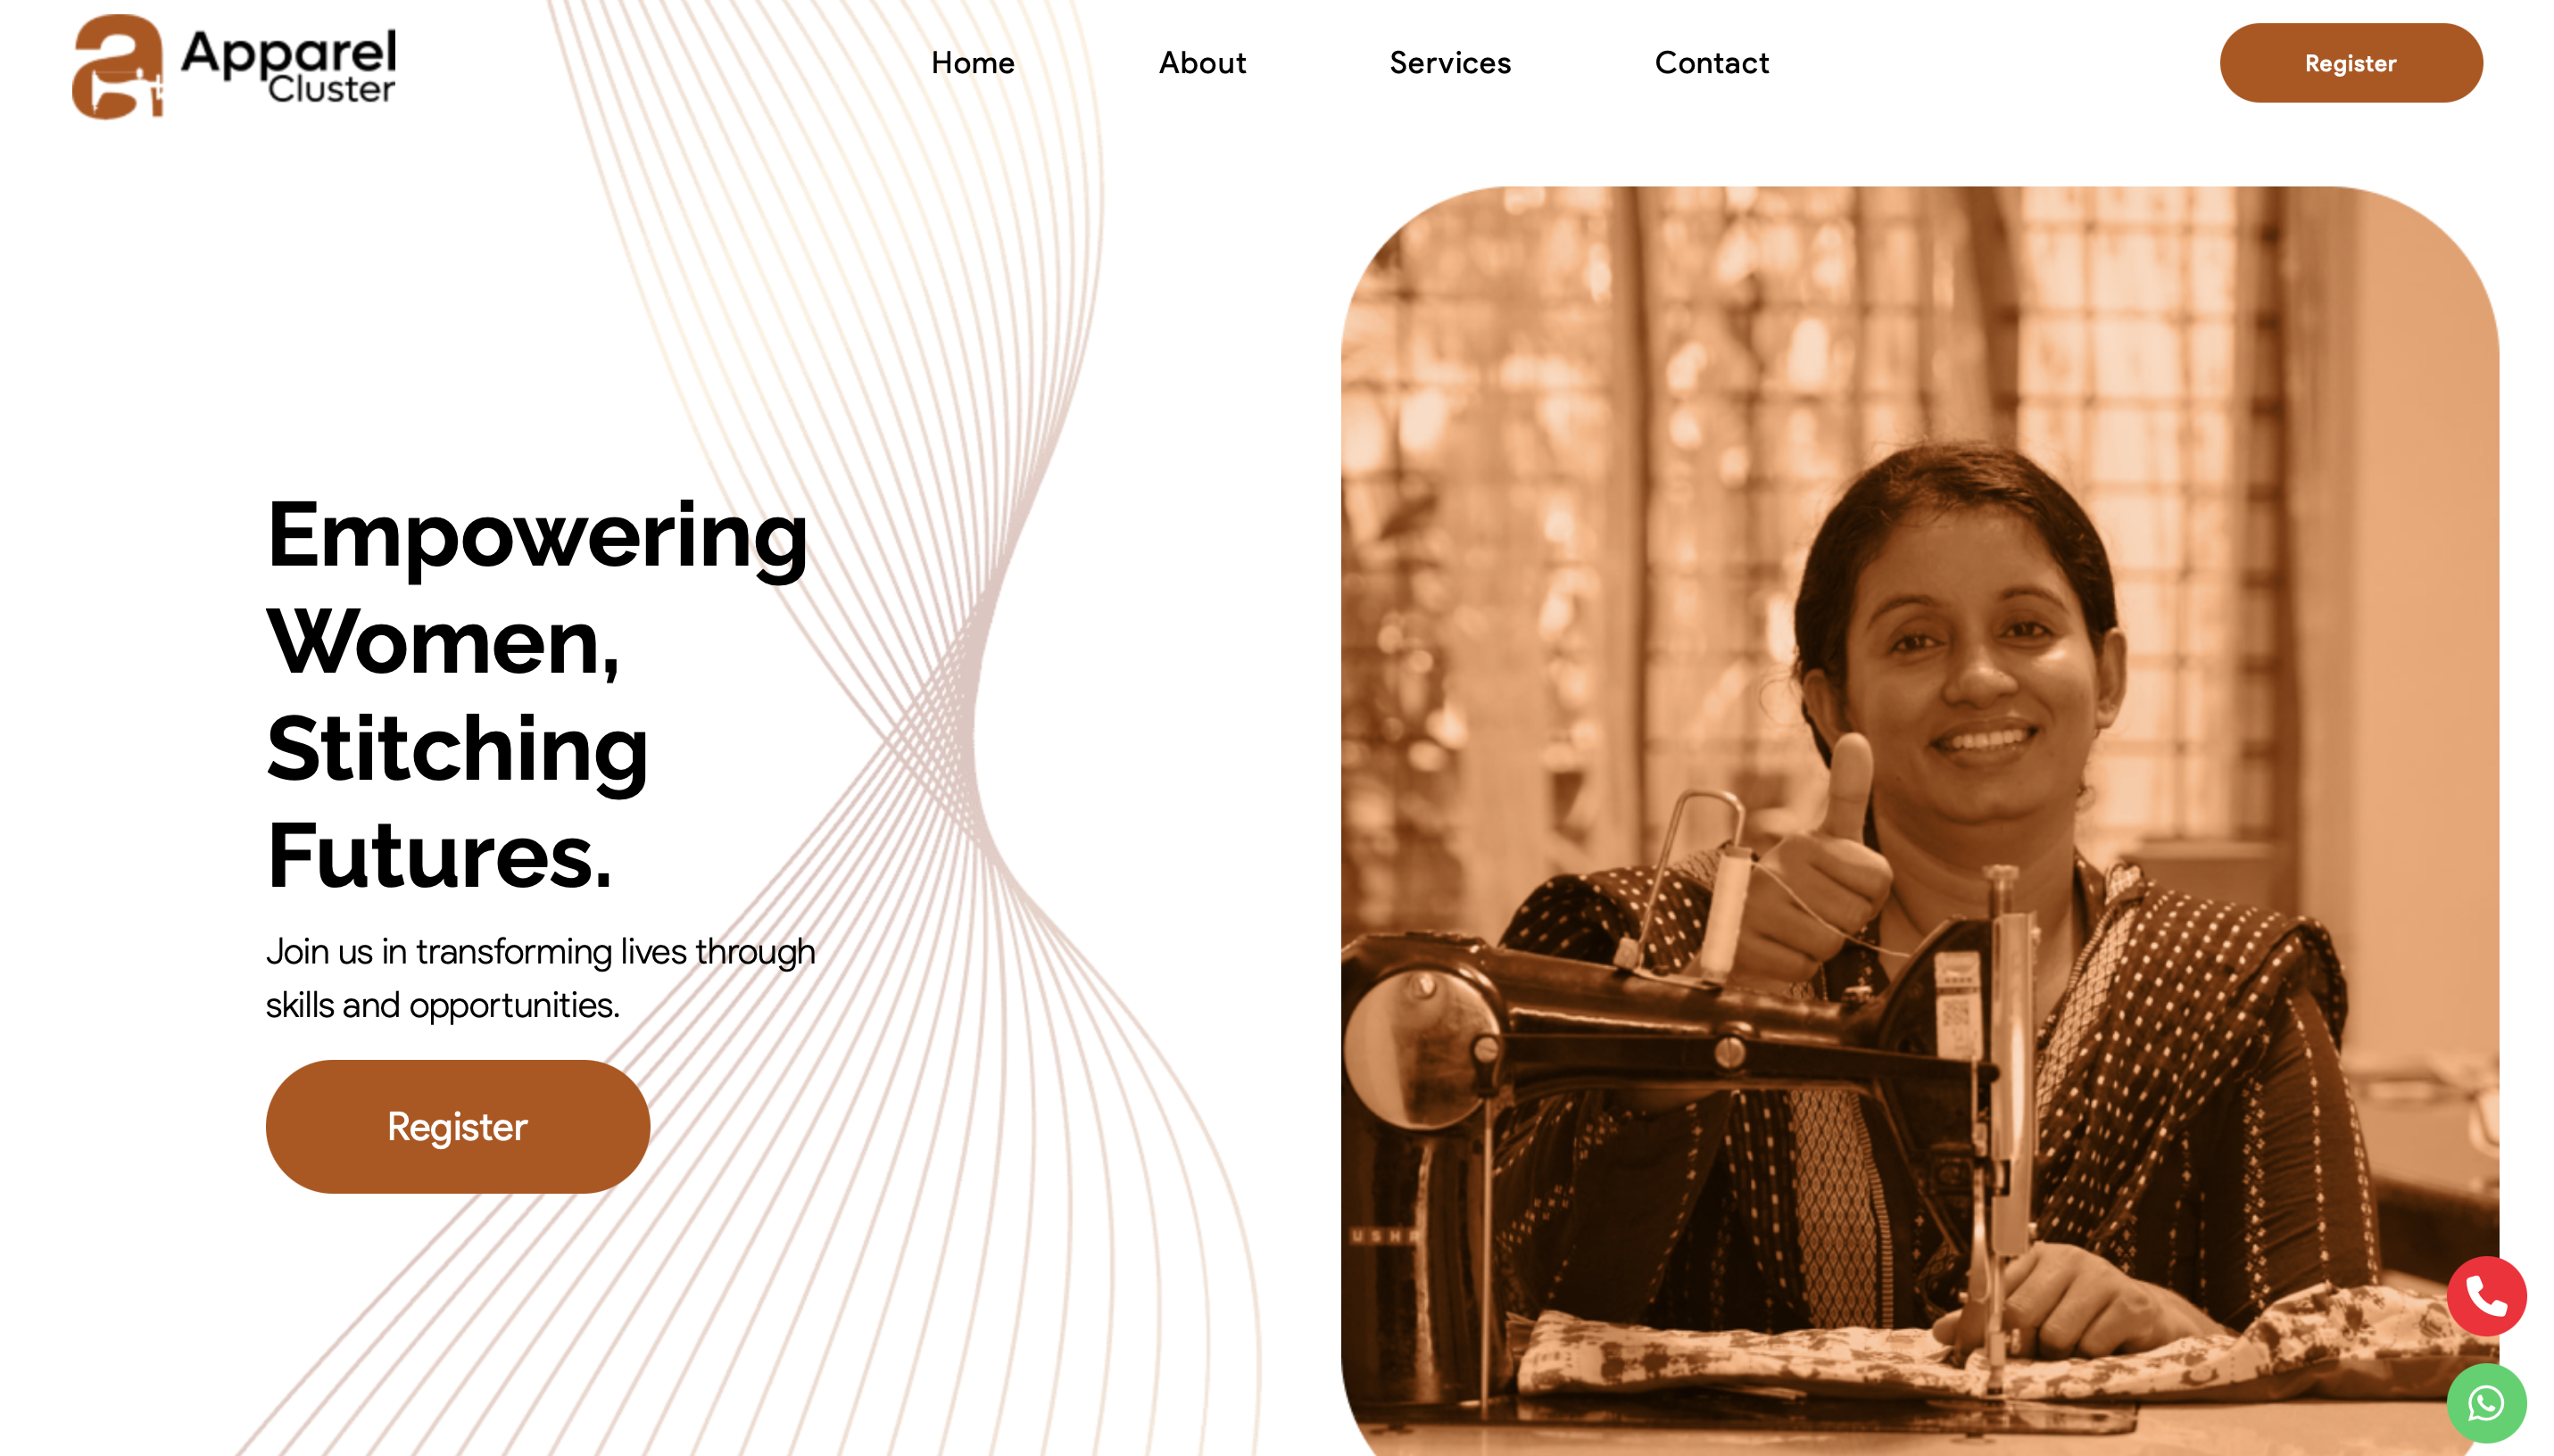 Apparel
Cluster
Home
About
Services
Contact
Register
Empowering
Women,
Stitching
Futures.
Join us in transforming lives through
skills and opportunities.
Register
USHA